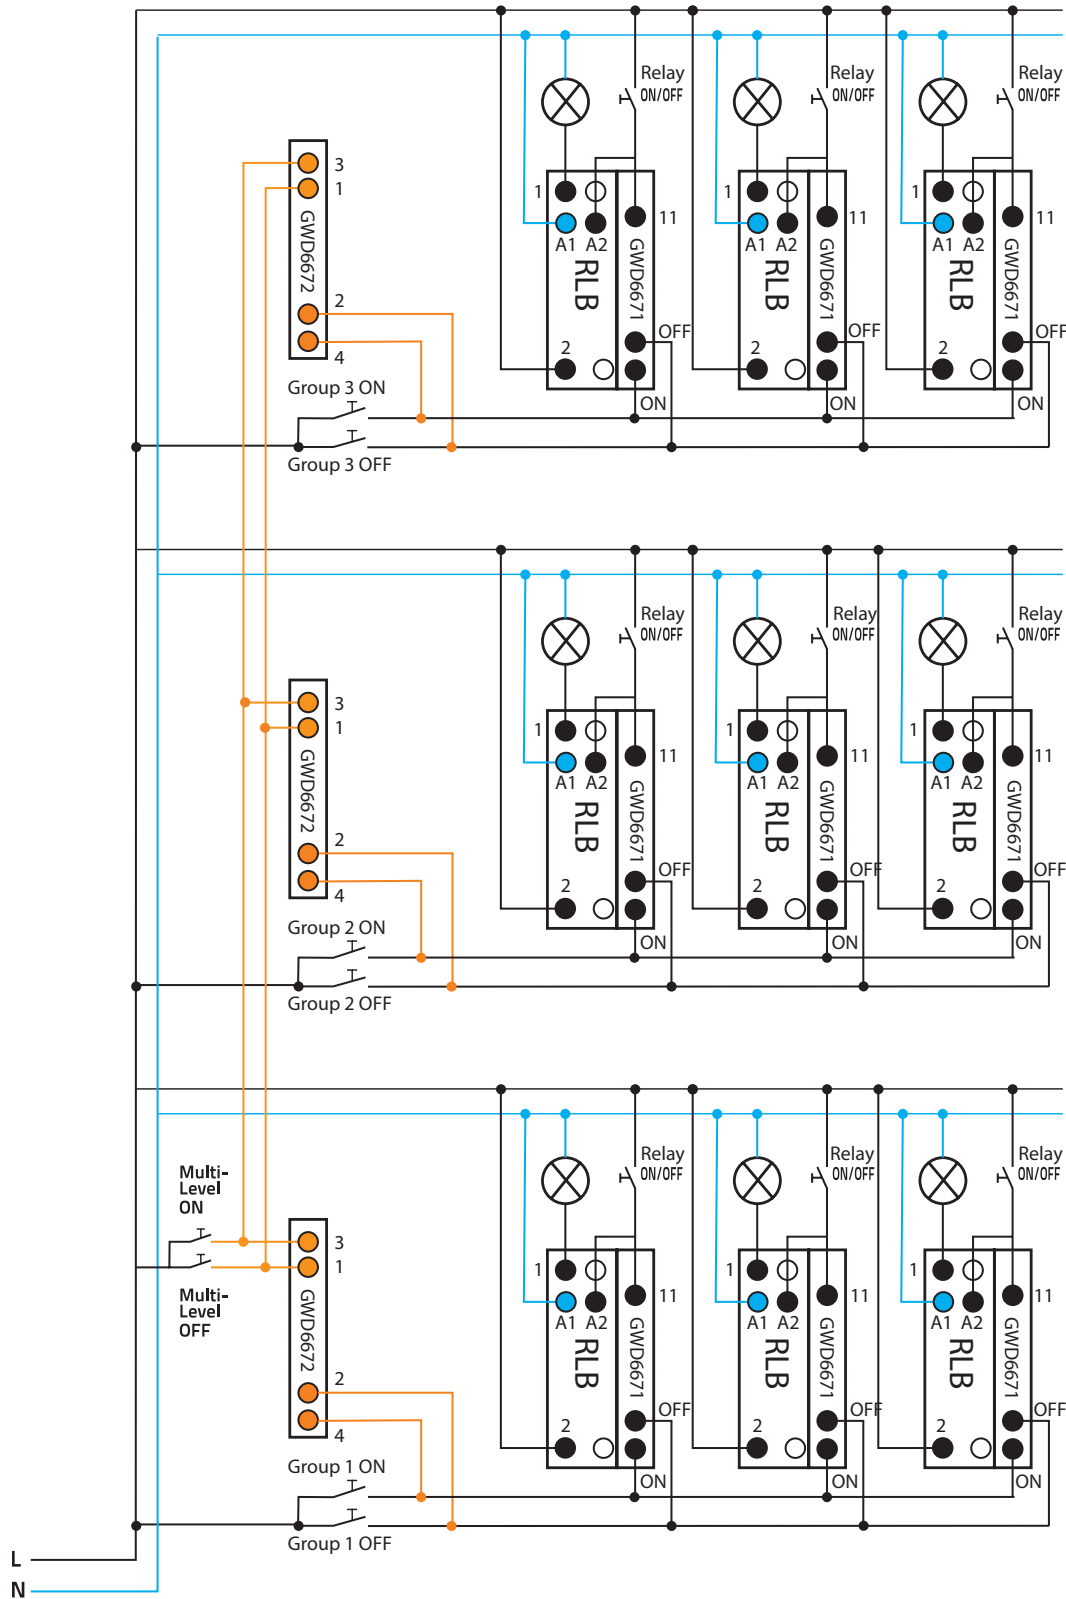 Relay
ON/OFF
Relay
ON/OFF
Relay
ON/OFF
3
1
GWD6672
2
4
1
A1 A2
RLB
2
11
GWD6671
OFF
ON
1
A1 A2
RLB
2
11
GWD6671
OFF
ON
1
A1 A2
RLB
2
11
GWD6671
OFF
ON
Group 3 ON
Group 3 OFF
Relay
ON/OFF
Relay
ON/OFF
Relay
ON/OFF
3
1
GWD6672
2
4
1
A1 A2
RLB
2
11
GWD6671
OFF
ON
1
A1 A2
RLB
2
11
GWD6671
OFF
ON
1
A1 A2
RLB
2
11
GWD6671
OFF
ON
Group 2 ON
Group 2 OFF
Relay
ON/OFF
Relay
ON/OFF
Relay
ON/OFF
Multi-
Level
ON
Multi-
Level
OFF
3
1
GWD6672
2
4
1
A1 A2
RLB
2
11
GWD6671
OFF
ON
1
A1 A2
RLB
2
11
GWD6671
OFF
ON
1
A1 A2
RLB
2
11
GWD6671
OFF
ON
Group 1 ON
Group 1 OFF
L
N